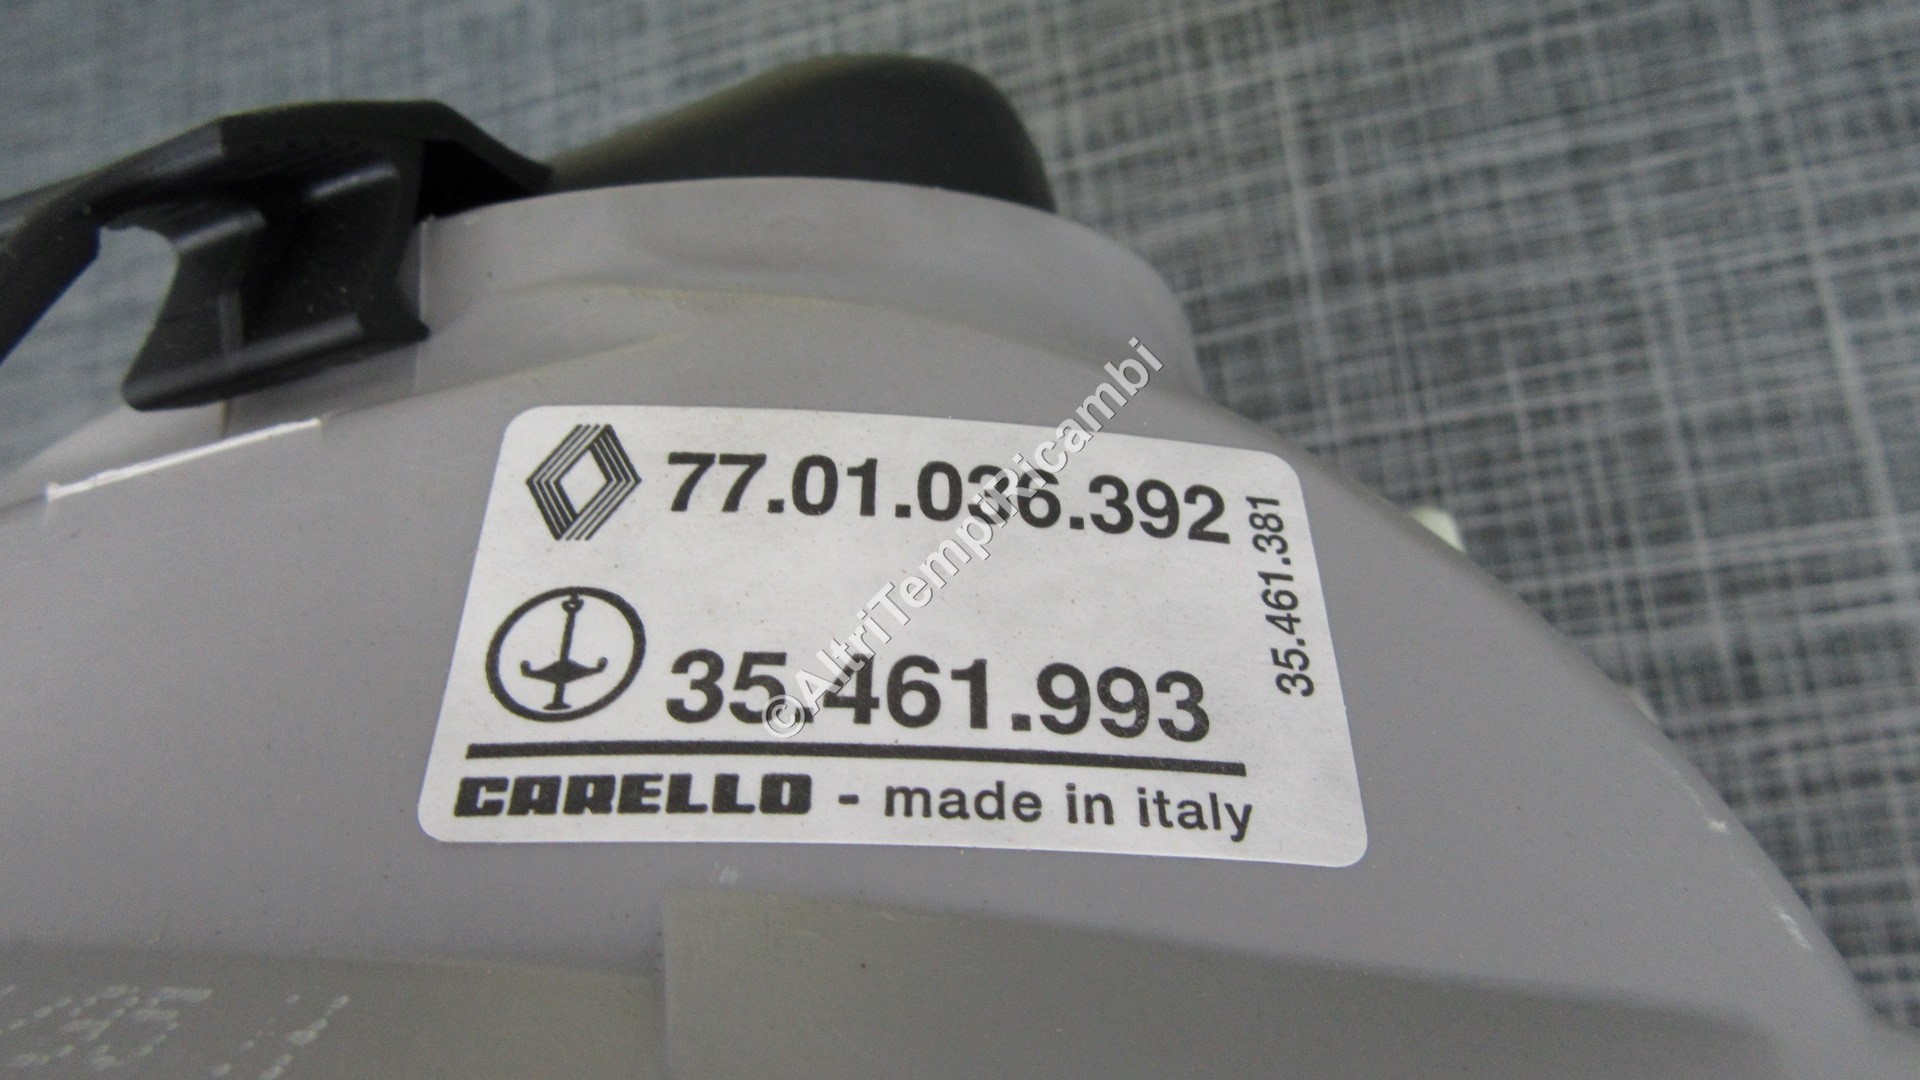 77.01.036.392
35.461.993
35.461.381
CARELLO - made in italy
©AltriTempiRicambi